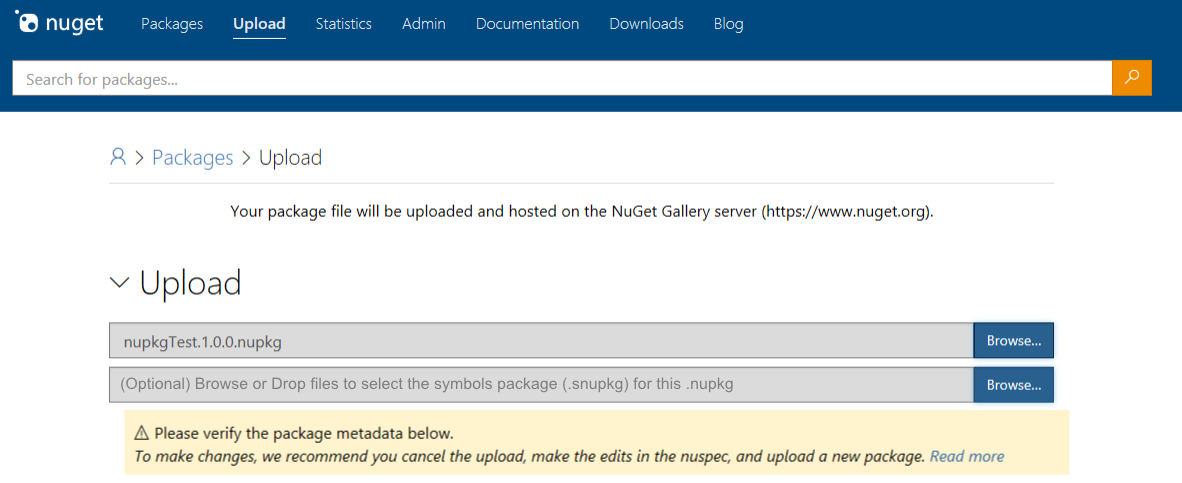 nuget Packages Upload Statistics Admin Documentation Downloads Blog
Search for packages...
Packages Upload
Your package file will be uploaded and hosted on the NuGet Gallery server (https://www.nuget.org).
Upload
nupkgTest.1.0.0.nupkg Browse...
(Optional) Browse or Drop files to select the symbols package (.snupkg) for this .nupkg Browse...
Please verify the package metadata below.
To make changes, we recommend you cancel the upload, make the edits in the nuspec, and upload a new package. Read more